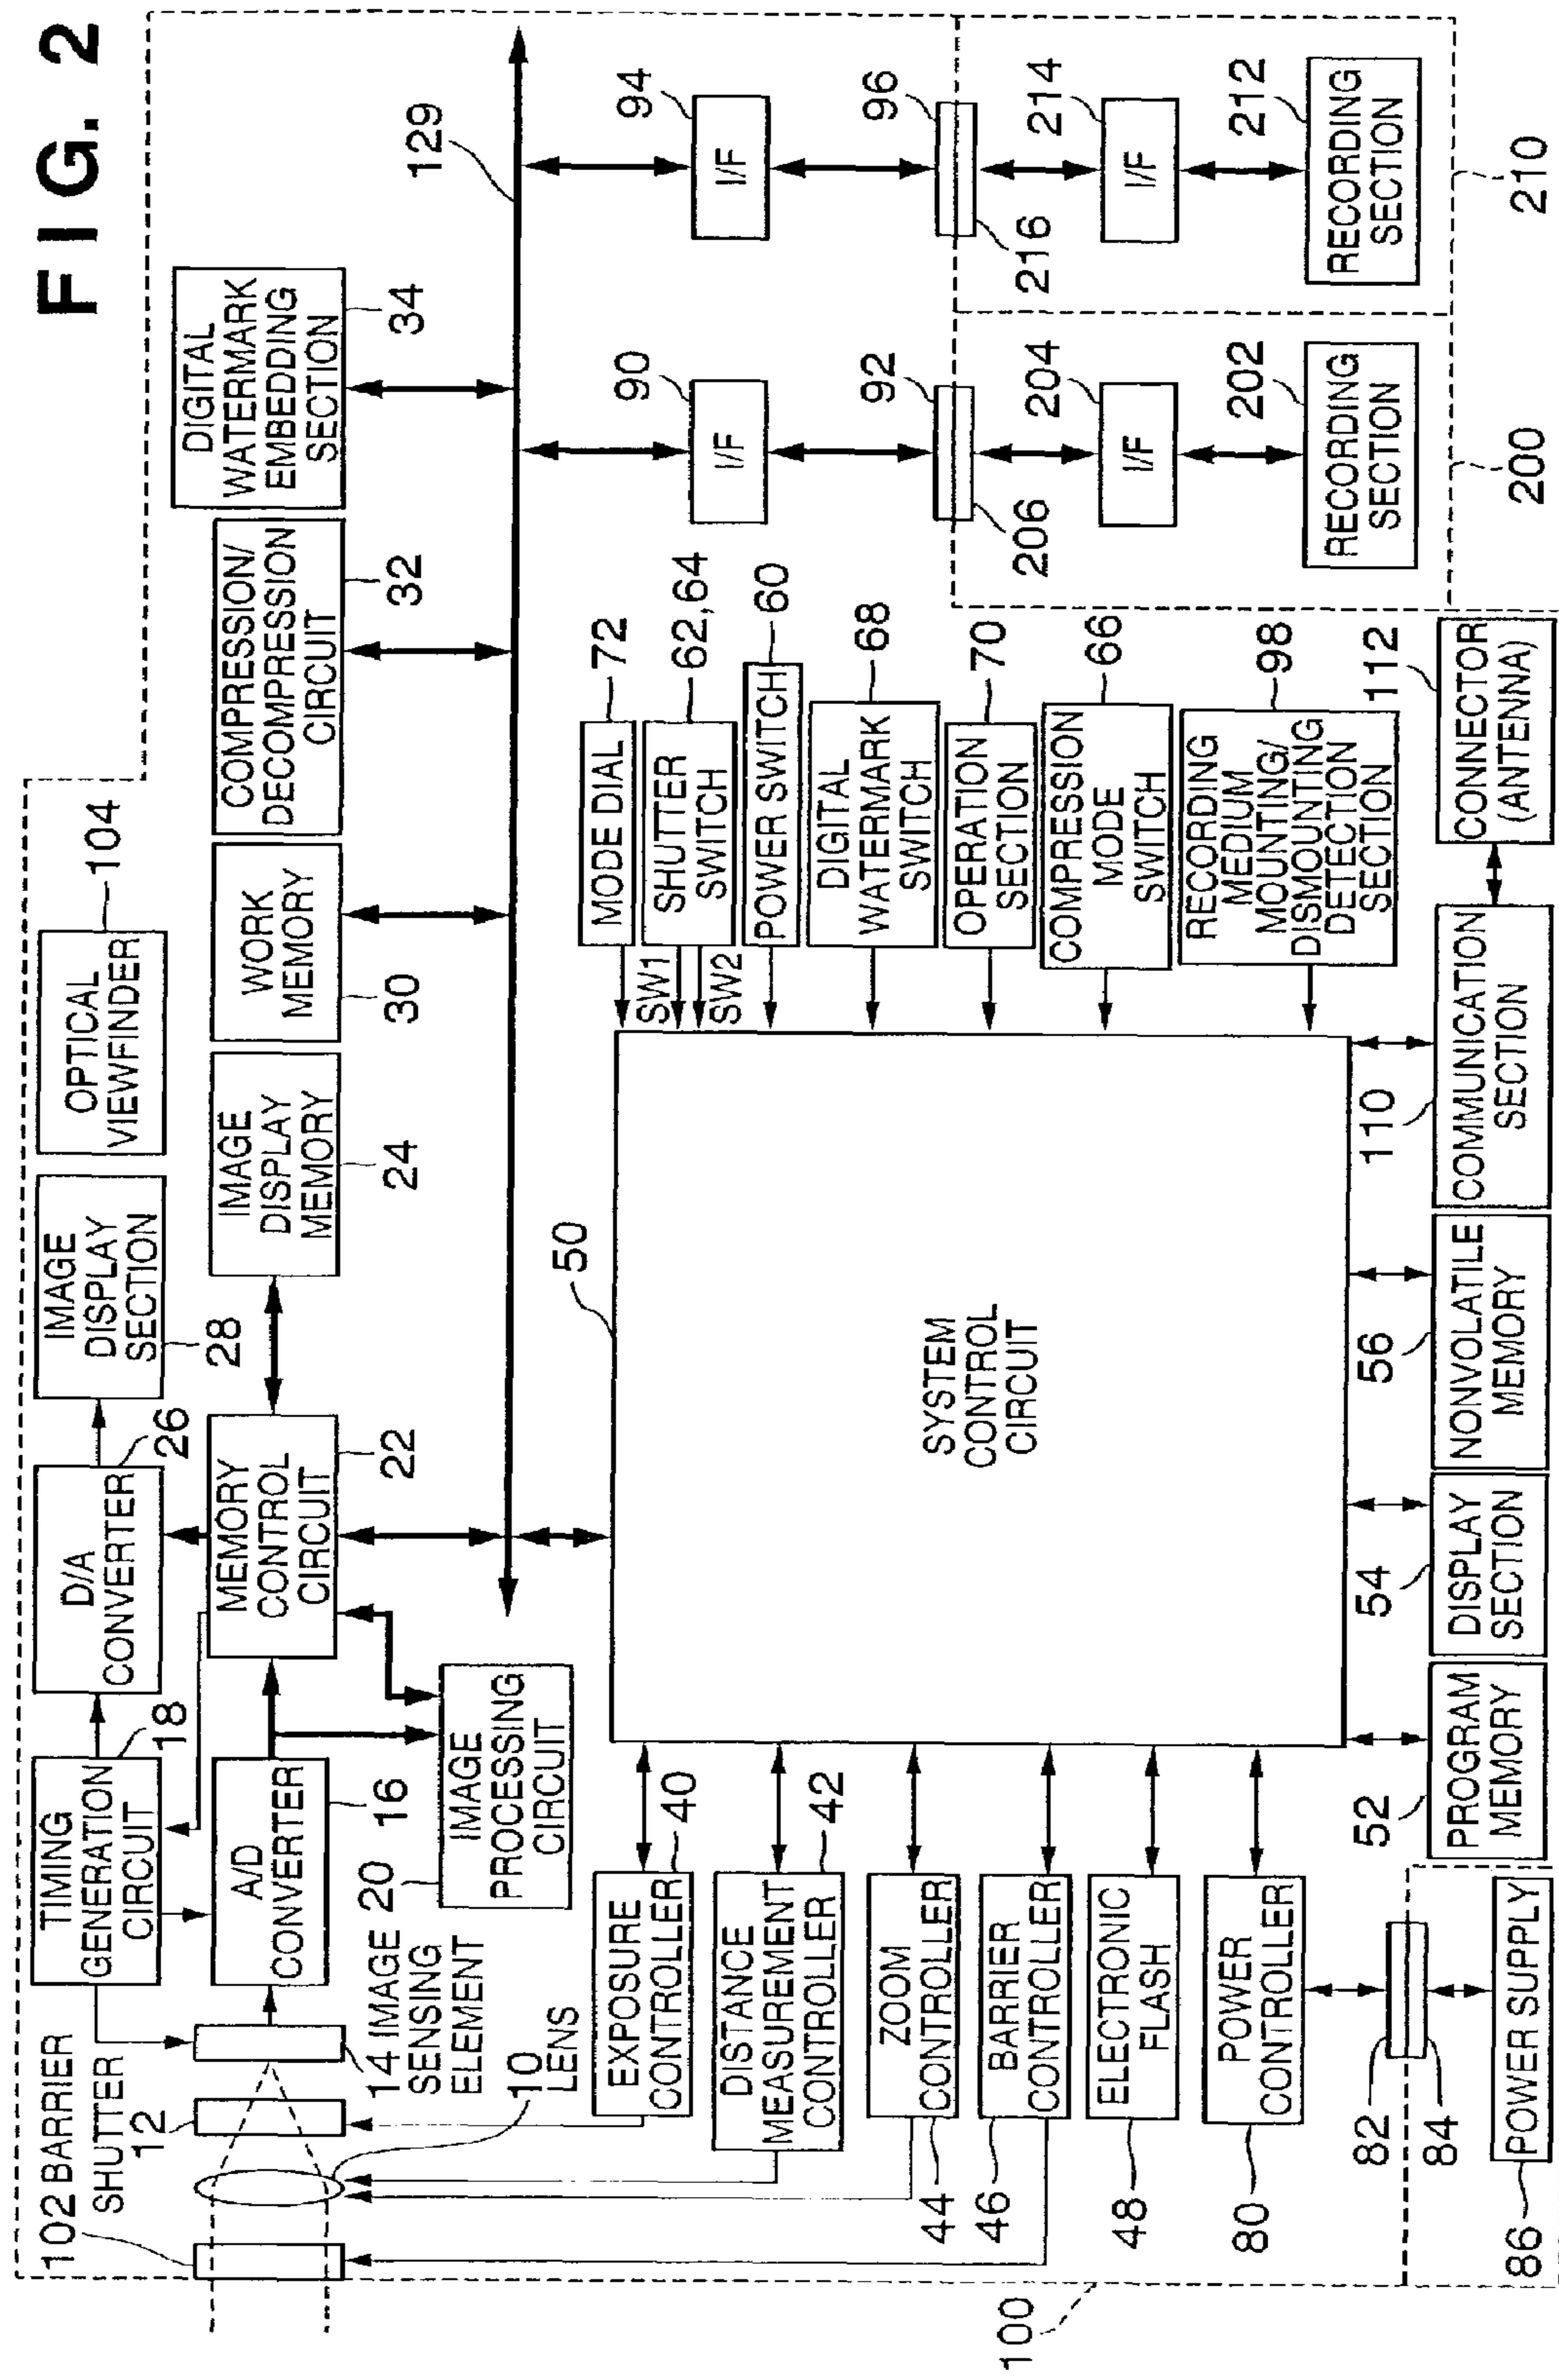 FIG. 2
102 BARRIER
SHUTTER
12
14 IMAGE
SENSING
ELEMENT
10
LENS
TIMING
GENERATION
CIRCUIT
18
D/A
CONVERTER
26
IMAGE
DISPLAY
SECTION
28
OPTICAL
VIEWFINDER
104
A/D
CONVERTER
16
MEMORY
CONTROL
CIRCUIT
22
IMAGE
DISPLAY
MEMORY
24
WORK
MEMORY
30
COMPRESSION/
DECOMPRESSION
CIRCUIT
32
DIGITAL
WATERMARK
EMBEDDING
SECTION
34
20
IMAGE
PROCESSING
CIRCUIT
129
EXPOSURE
CONTROLLER
40
DISTANCE
MEASUREMENT
CONTROLLER
42
ZOOM
CONTROLLER
44
BARRIER
CONTROLLER
46
ELECTRONIC
FLASH
48
POWER
CONTROLLER
80
82
84
86
POWER SUPPLY
100
50
SYSTEM
CONTROL
CIRCUIT
MODE DIAL
72
SW1
SW2
SHUTTER
SWITCH
62,64
POWER SWITCH
60
DIGITAL
WATERMARK
SWITCH
68
OPERATION
SECTION
70
COMPRESSION
MODE
SWITCH
66
RECORDING
MEDIUM
MOUNTING/
DISMOUNTING
DETECTION
SECTION
98
52
PROGRAM
MEMORY
54
DISPLAY
SECTION
56
NONVOLATILE
MEMORY
110
COMMUNICATION
SECTION
112
CONNECTOR
(ANTENNA)
90
I/F
92
206
204
I/F
202
RECORDING
SECTION
200
94
I/F
96
216
214
I/F
212
RECORDING
SECTION
210